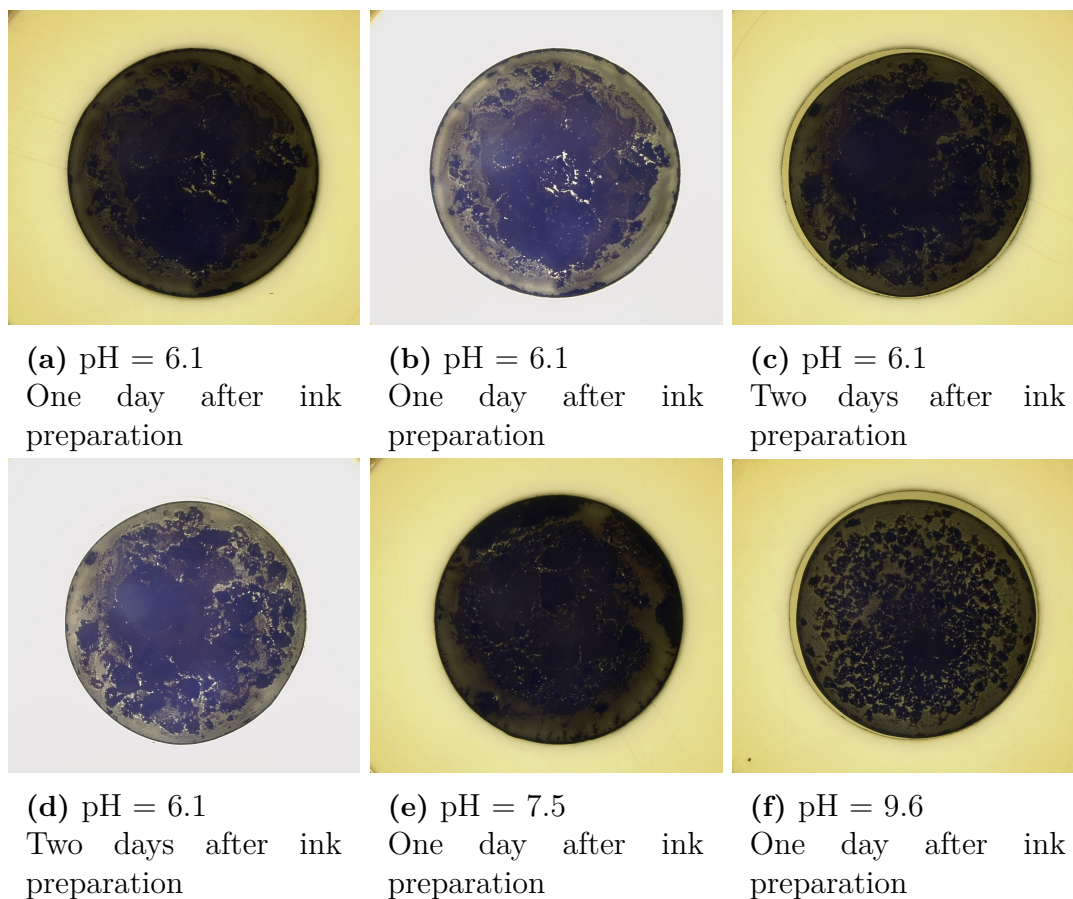 (a) pH = 6.1
One day after ink
preparation
(b) pH = 6.1
One day after ink
preparation
(c) pH = 6.1
Two days after ink
preparation
(d) pH = 6.1
Two days after ink
preparation
(e) pH = 7.5
One day after ink
preparation
(f) pH = 9.6
One day after ink
preparation